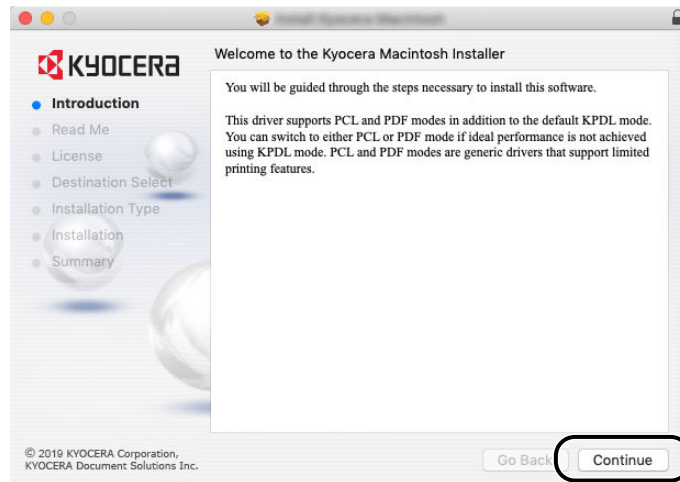 KYOCERA
Welcome to the Kyocera Macintosh Installer
Introduction
Read Me
License
Destination Select
Installation Type
Installation
Summary
You will be guided through the steps necessary to install this software.
This driver supports PCL and PDF modes in addition to the default KPDL mode.
You can switch to either PCL or PDF mode if ideal performance is not achieved
using KPDL mode. PCL and PDF modes are generic drivers that support limited
printing features.
© 2019 KYOCERA Corporation,
KYOCERA Document Solutions Inc.
Go Back
Continue